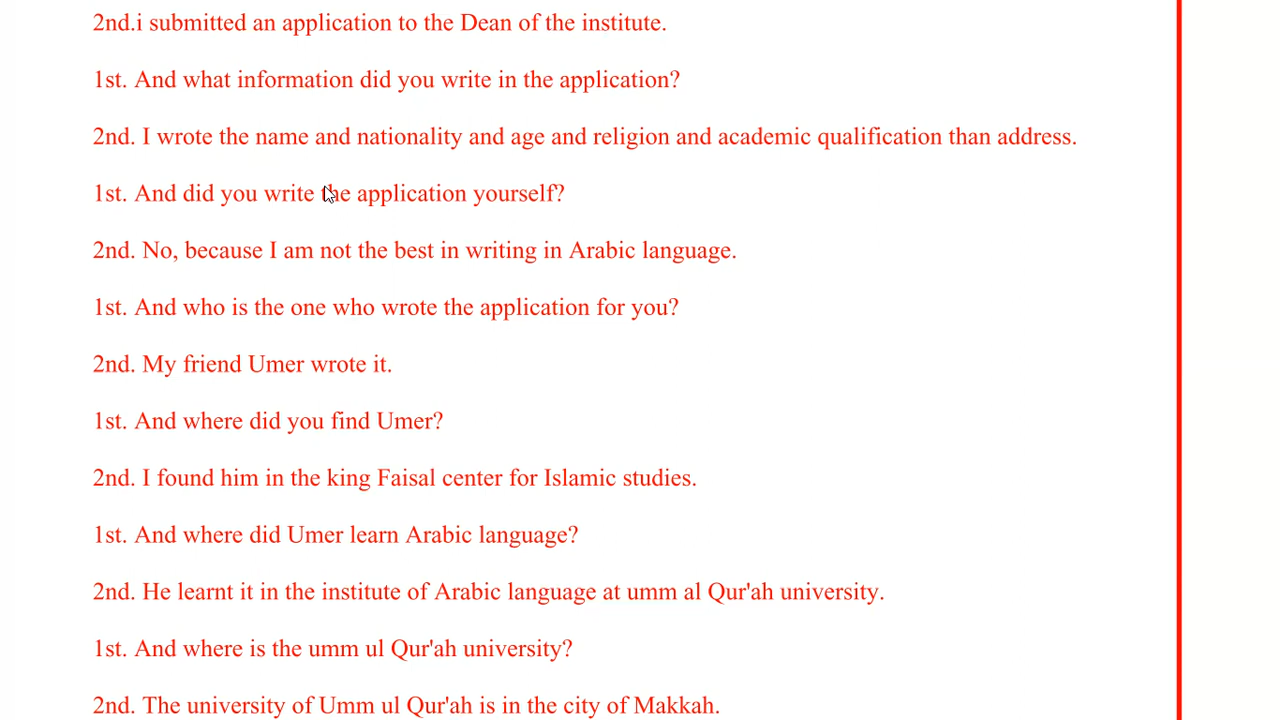 2nd.i submitted an application to the Dean of the institute.
1st. And what information did you write in the application?
2nd. I wrote the name and nationality and age and religion and academic qualification than address.
1st. And did you write the application yourself?
2nd. No, because I am not the best in writing in Arabic language.
1st. And who is the one who wrote the application for you?
2nd. My friend Umer wrote it.
1st. And where did you find Umer?
2nd. I found him in the king Faisal center for Islamic studies.
1st. And where did Umer learn Arabic language?
2nd. He learnt it in the institute of Arabic language at umm al Qur'ah university.
1st. And where is the umm ul Qur'ah university?
2nd. The university of Umm ul Qur'ah is in the city of Makkah.